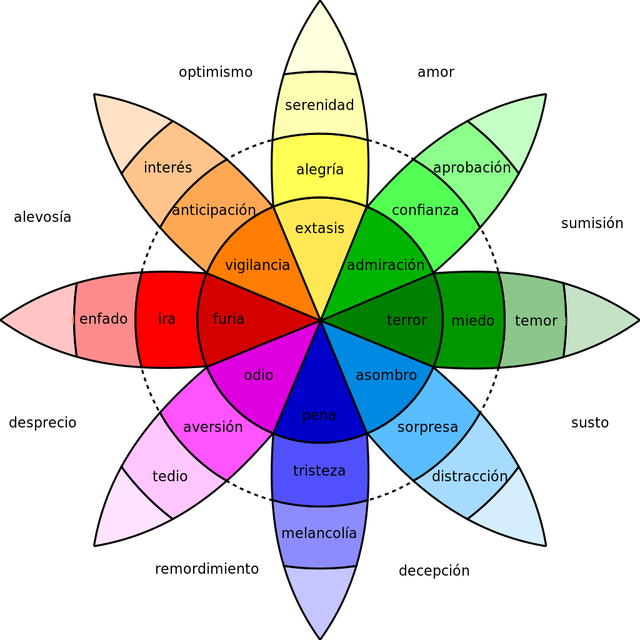 optimismo
amor
serenidad
interés
alegría
aprobación
anticipación
confianza
alevosía
sumisión
extasis
vigilancia
admiración
enfado
ira
furia
terror
miedo
temor
odio
asombro
pena
desprecio
aversión
sorpresa
susto
tedio
tristeza
distracción
melancolía
remordimiento
decepción